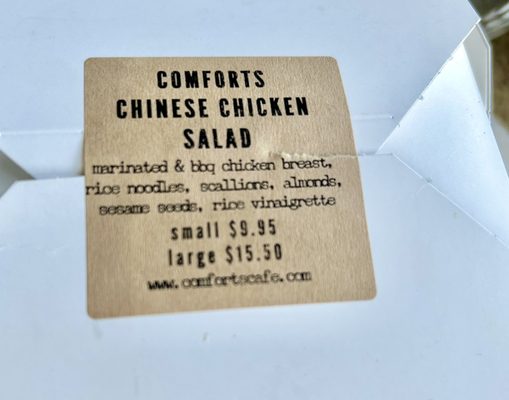 COMFORTS
CHINESE CHICKEN
SALAD
marinated & bbq chicken breast,
rice noodles, scallions, almonds,
sesame seeds, rice vinaigrette
small $9.95
large $15.50
www.comfortscafe.com